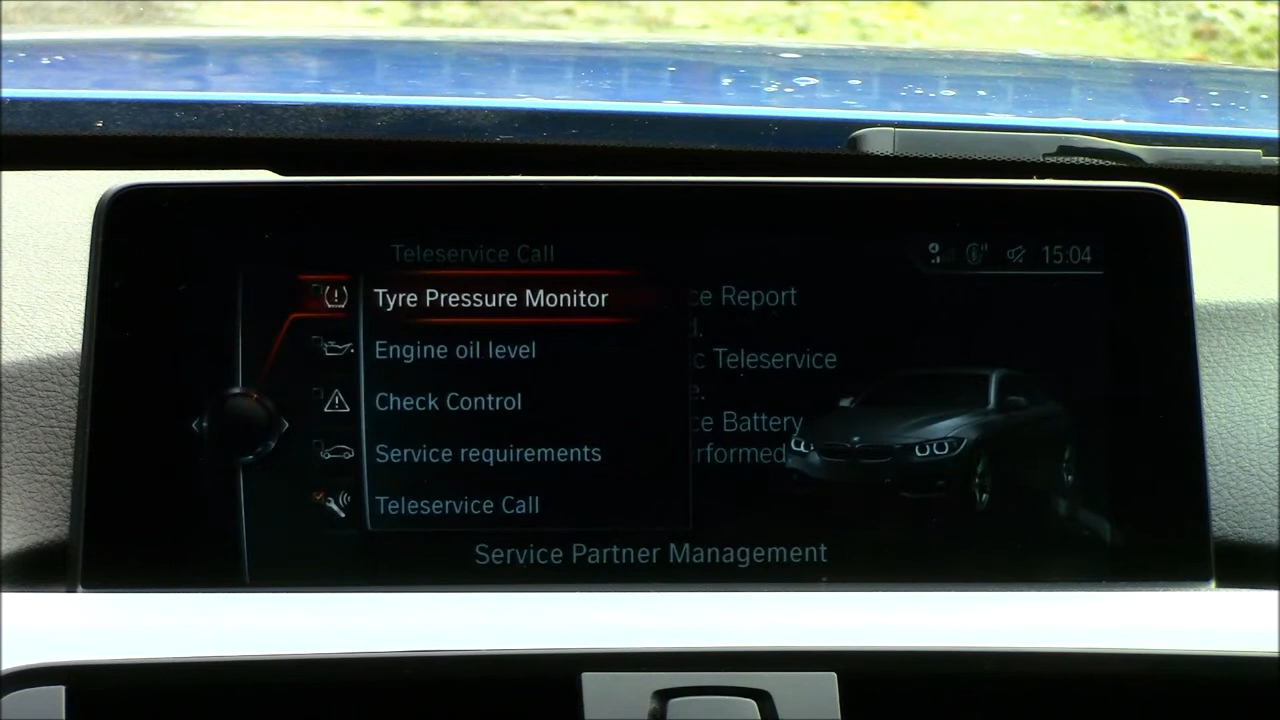 Teleservice Call
15:04
Tyre Pressure Monitor
ce Report
Engine oil level
c Teleservice
Check Control
ce Battery
Service requirements
rformed.
Teleservice Call
Service Partner Management